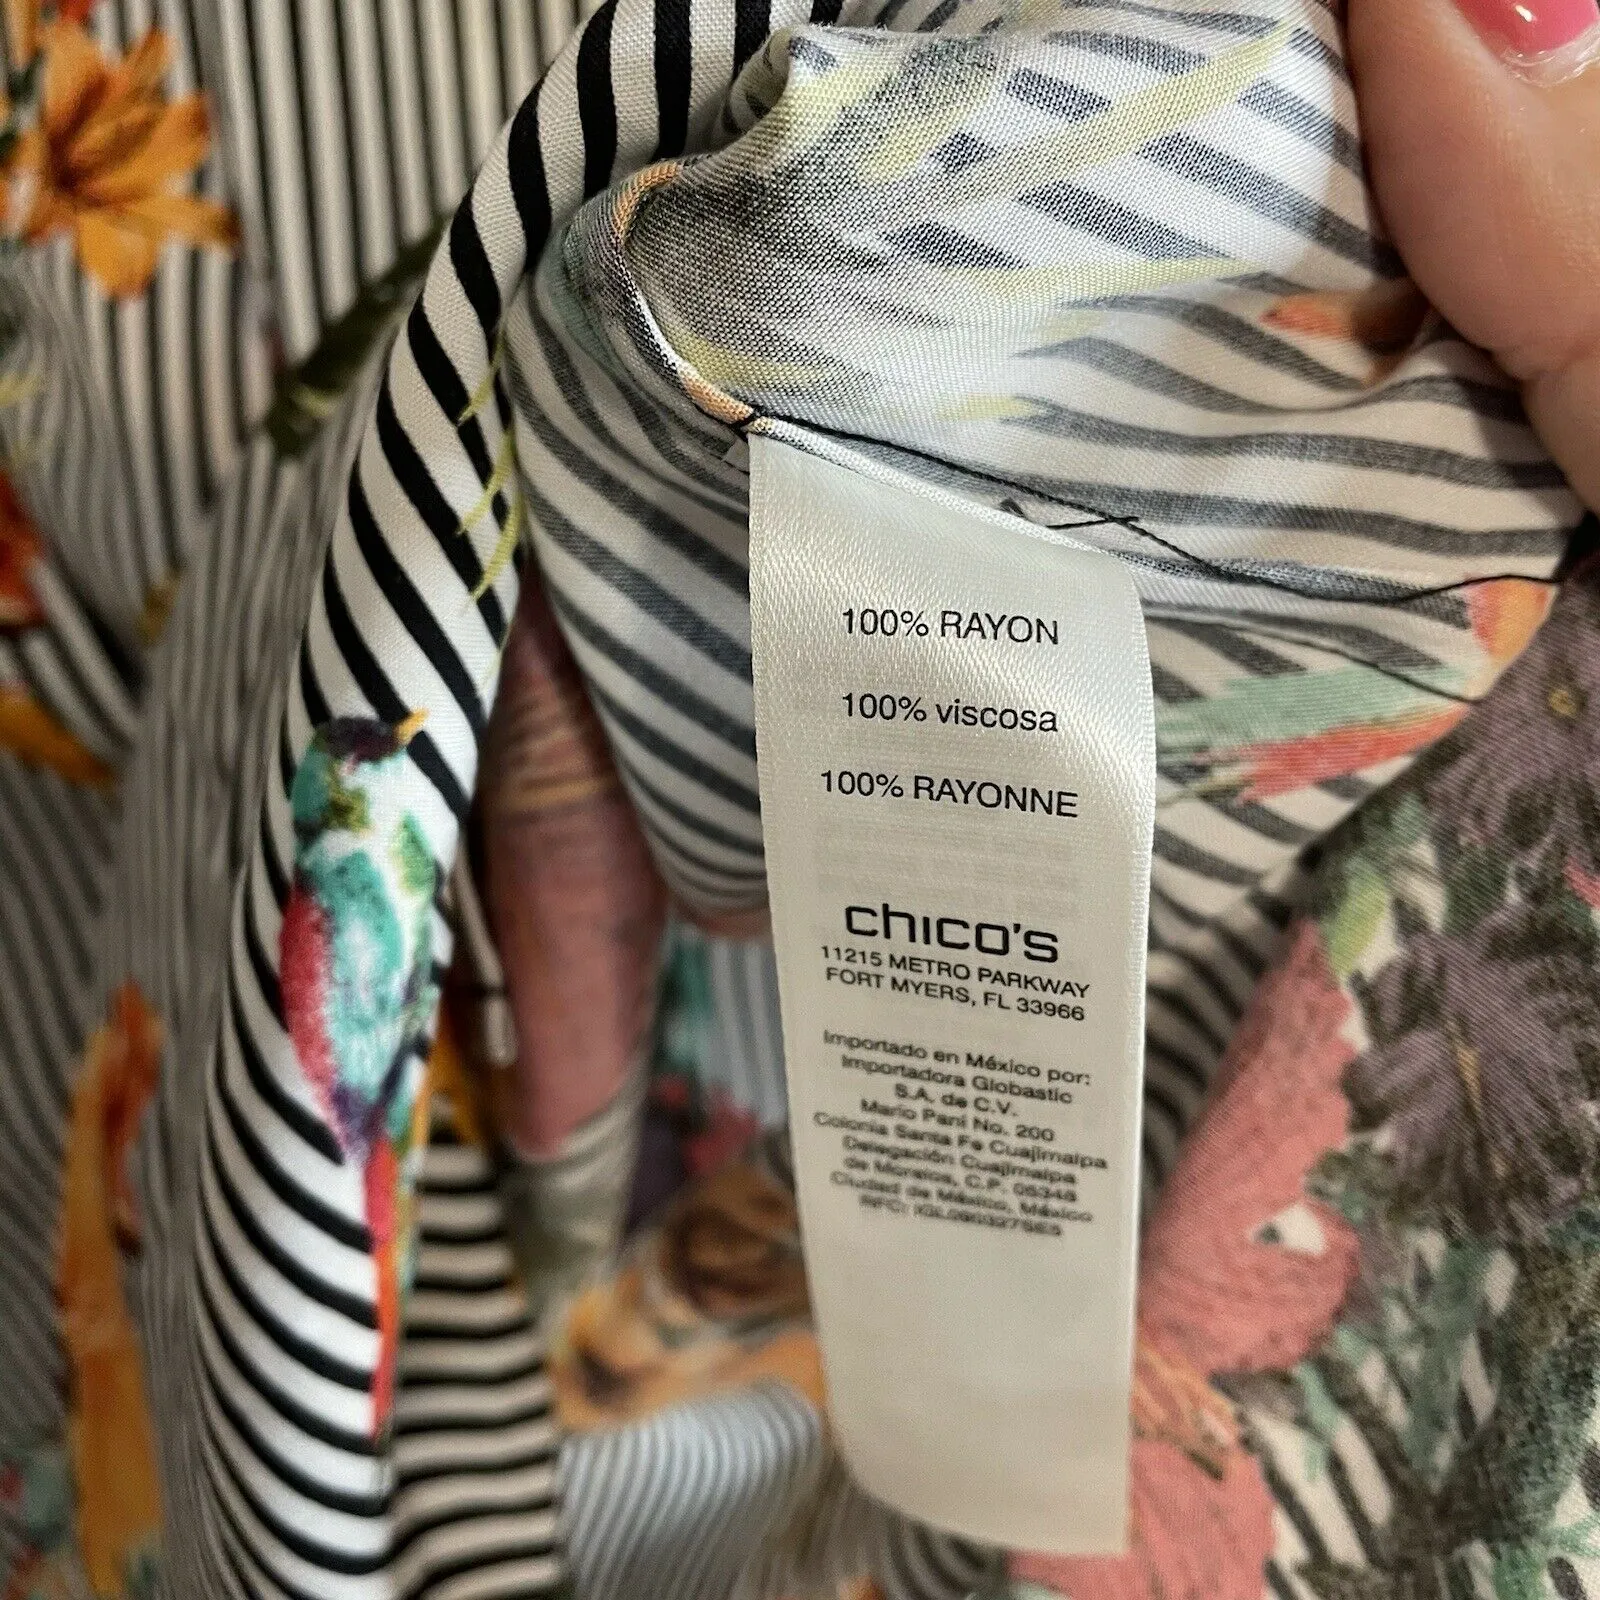 100% RAYON
100% viscosa
100% RAYONNE
chico's
11215 METRO PARKWAY
FORT MYERS, FL 33966
Importado en México por:
Importadora Globastic
S.A. de C.V.
Mario Pani No. 200
Colonia Santa Fe Cuajimalpa
Delegación Cuajimalpa
de Morelos, C.P. 05348
Ciudad de México, México
RFC: